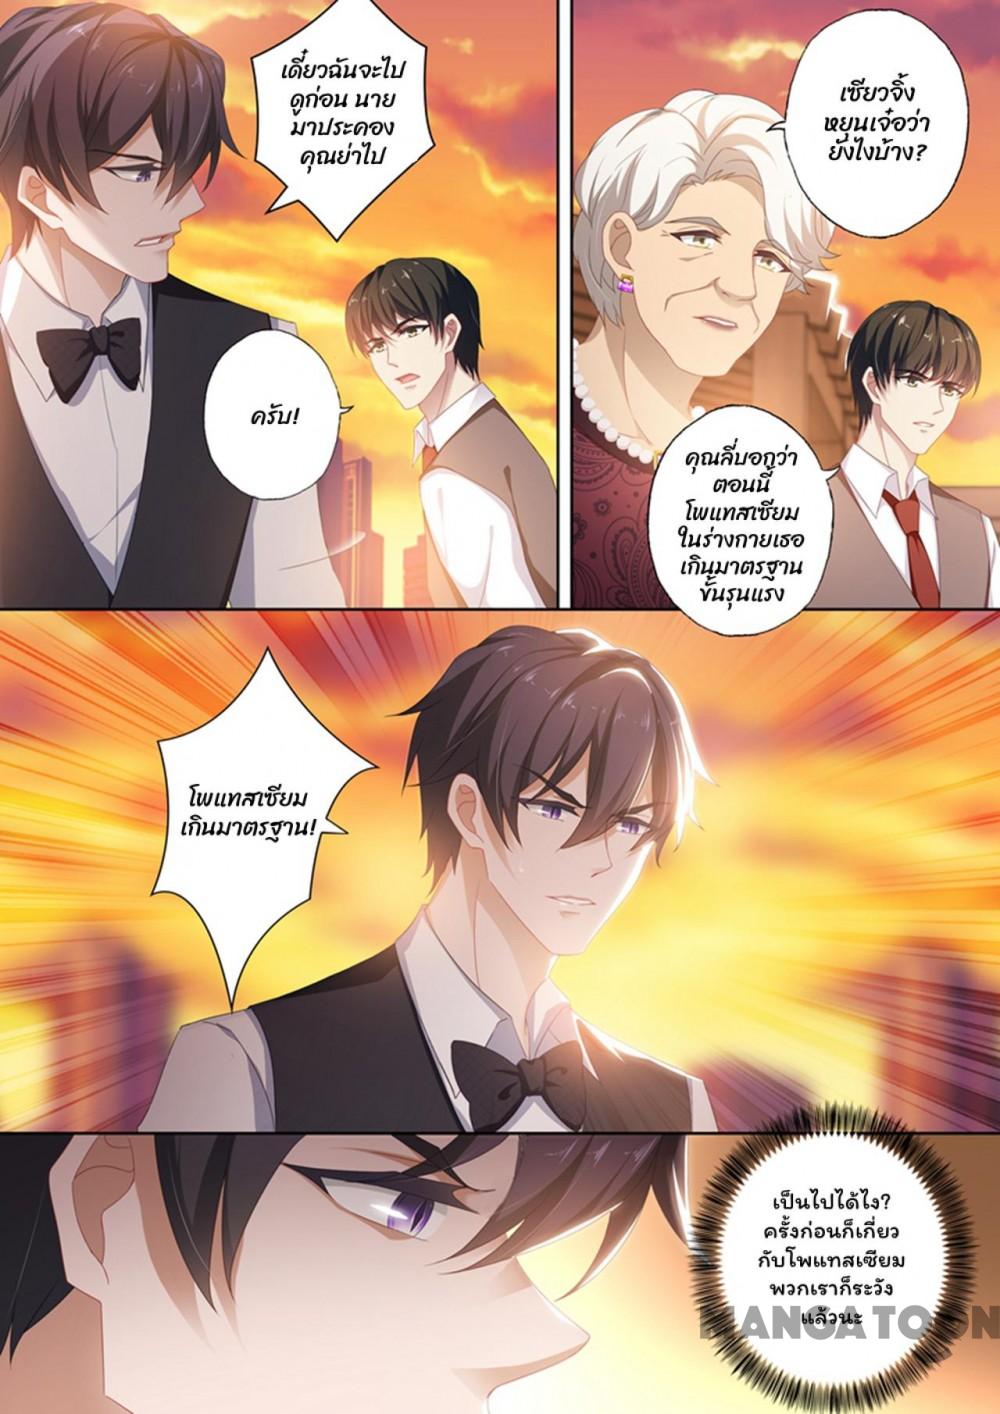 เดี๋ยวฉันจะไป
ดูก่อน นาย
มาประคอง
คุณย่าไป
ครับ!
เซียวจิ้ง
หยุนเจ๋อว่า
ยังไงบ้าง?
คุณลี่บอกว่า
ตอนนี้
โพแทสเซียม
ในร่างกายเธอ
เกินมาตรฐาน
ขั้นรุนแรง
โพแทสเซียม
เกินมาตรฐาน!
เป็นไปได้ไง?
ครั้งก่อนก็เกี่ยว
กับโพแทสเซียม
พวกเราก็ระวัง
แล้วนะ
MANGATOON